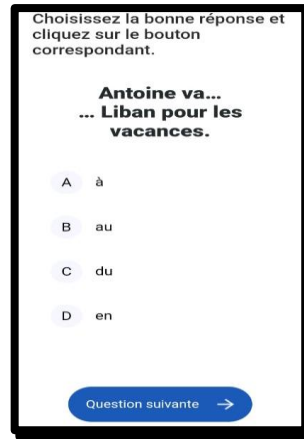 Choisissez la bonne réponse et
cliquez sur le bouton
correspondant.
Antoine va...
... Liban pour les
vacances.
A à
B au
C du
D en
Question suivante →